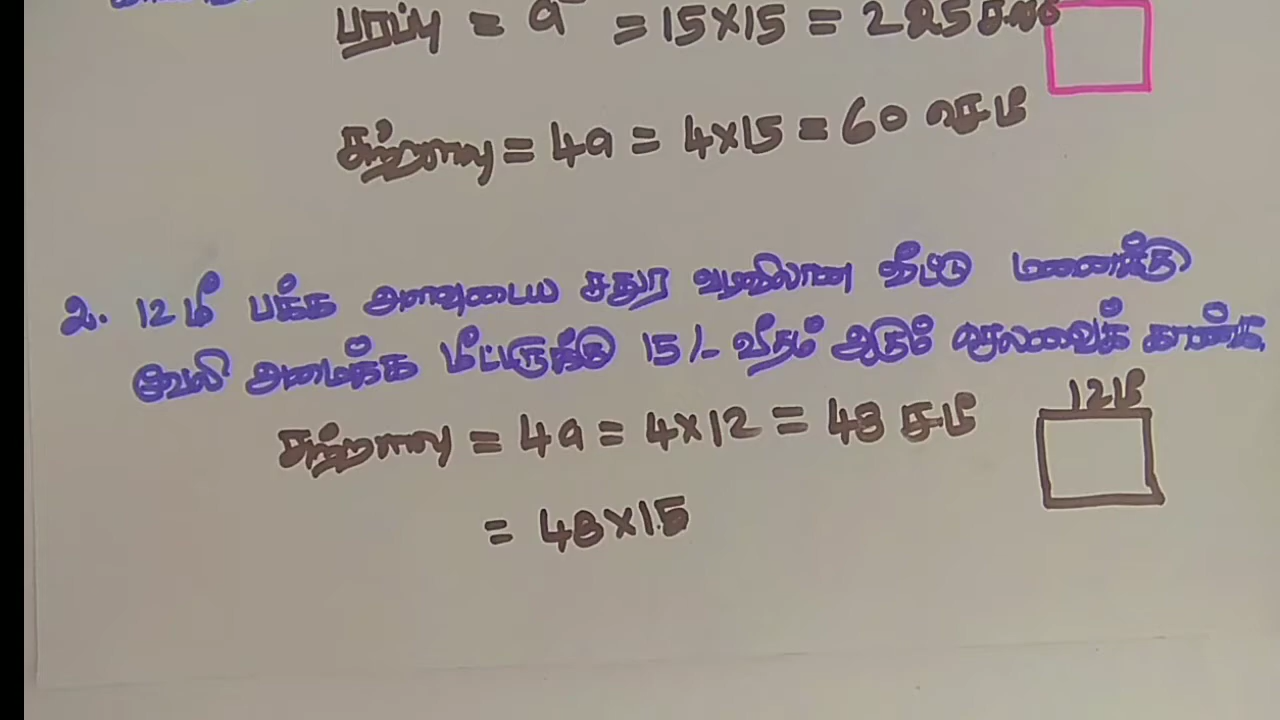 பரப்பு = a² = 15×15 = 225 ச.செ
சுற்றளவு = 4a = 4×15 = 60 செ.மீ
2. 12 மீ பக்க அளவுடைய சதுர வடிவிலான வீட்டு மனைக்கு
வேலி அமைக்க மீட்டருக்கு 15/- வீதம் ஆகும் செலவைக் காண்க.
12மீ
சுற்றளவு = 4a = 4×12 = 48 ச.மீ
= 48×15